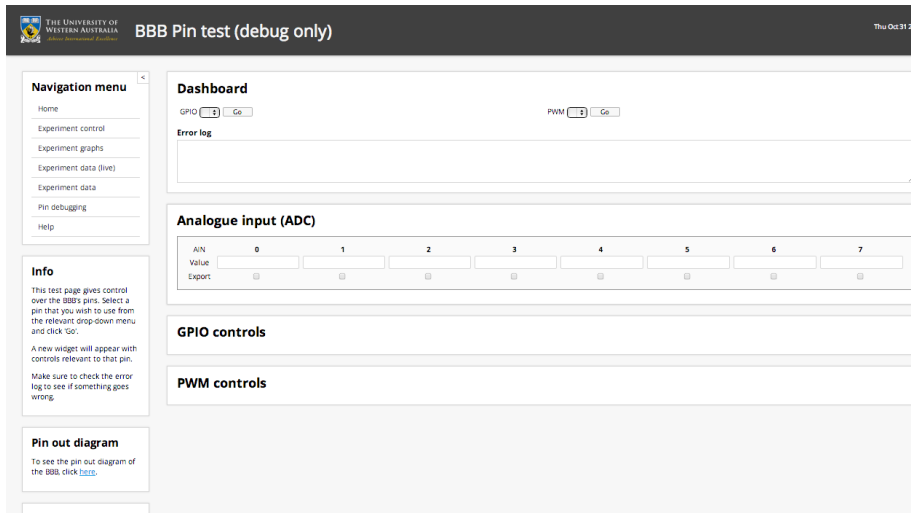 THE UNIVERSITY OF
WESTERN AUSTRALIA
Achieve International Excellence
BBB Pin test (debug only)
Thu Oct 31 2
<
Navigation menu
Home
Experiment control
Experiment graphs
Experiment data (live)
Experiment data
Pin debugging
Help
Info
This test page gives control
over the BBB's pins. Select a
pin that you wish to use from
the relevant drop-down menu
and click 'Go'.
A new widget will appear with
controls relevant to that pin.
Make sure to check the error
log to see if something goes
wrong.
Pin out diagram
To see the pin out diagram of
the BBB, click here.
Dashboard
GPIO Go PWM Go
Error log
Analogue input (ADC)
AIN 0 1 2 3 4 5 6 7
Value
Export
GPIO controls
PWM controls